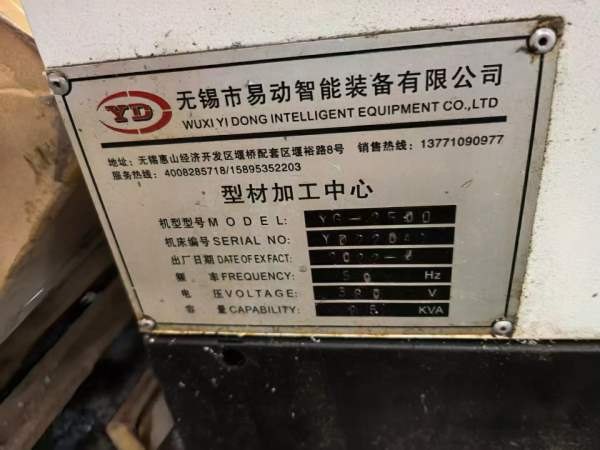 YD
无锡市易动智能装备有限公司
WUXI YI DONG INTELLIGENT EQUIPMENT CO.,LTD
地址：无锡惠山经济开发区堰桥配套区堰裕路8号 销售热线：13771090977
服务热线：4008285718/15895352203
型材加工中心
机型型号 MODEL:
机床编号 SERIAL NO:
出厂日期 DATE OF EX FACT:
频 率 FREQUENCY: 50 Hz
电 压 VOLTAGE: 380 V
容 量 CAPABILITY: KVA